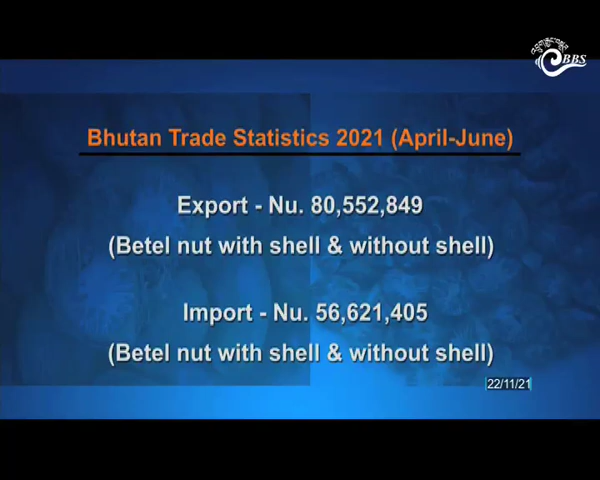 BBS
Bhutan Trade Statistics 2021 (April-June)
Export - Nu. 80,552,849
(Betel nut with shell & without shell)
Import - Nu. 56,621,405
(Betel nut with shell & without shell)
22/11/21